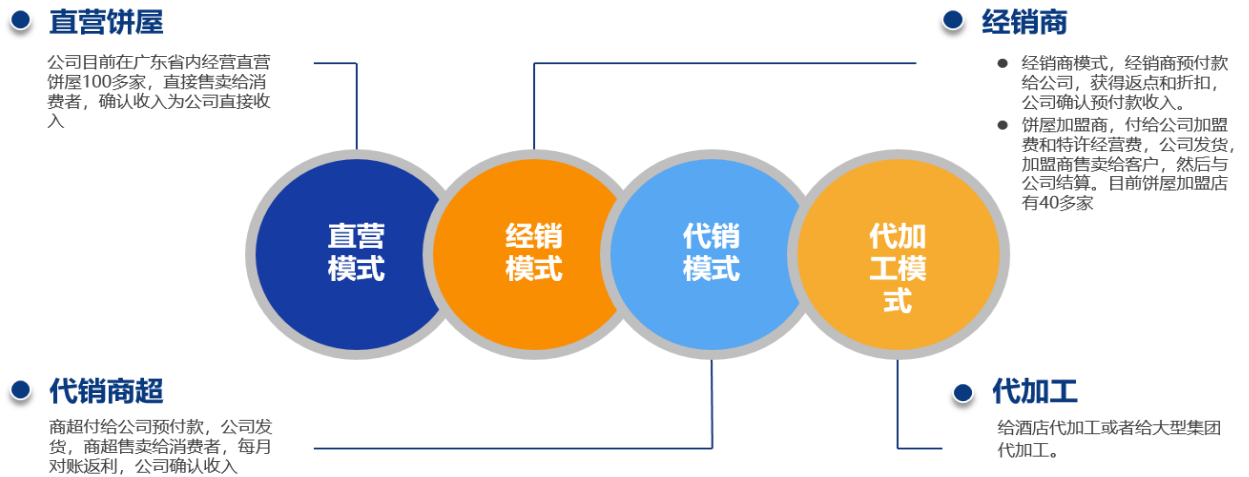 直营饼屋
公司目前在广东省内经营直营
饼屋100多家，直接售卖给消
费者，确认收入为公司直接收
入
经销商
● 经销商模式，经销商预付款
给公司，获得返点和折扣，
公司确认预付款收入。
● 饼屋加盟商，付给公司加盟
费和特许经营费，公司发货，
加盟商售卖给客户，然后与
公司结算。目前饼屋加盟店
有40多家
直营
模式
经销
模式
代销
模式
代加
工模
式
代销商超
商超付给公司预付款，公司发
货，商超售卖给消费者，每月
对账返利，公司确认收入
代加工
给酒店代加工或者给大型集团
代加工。